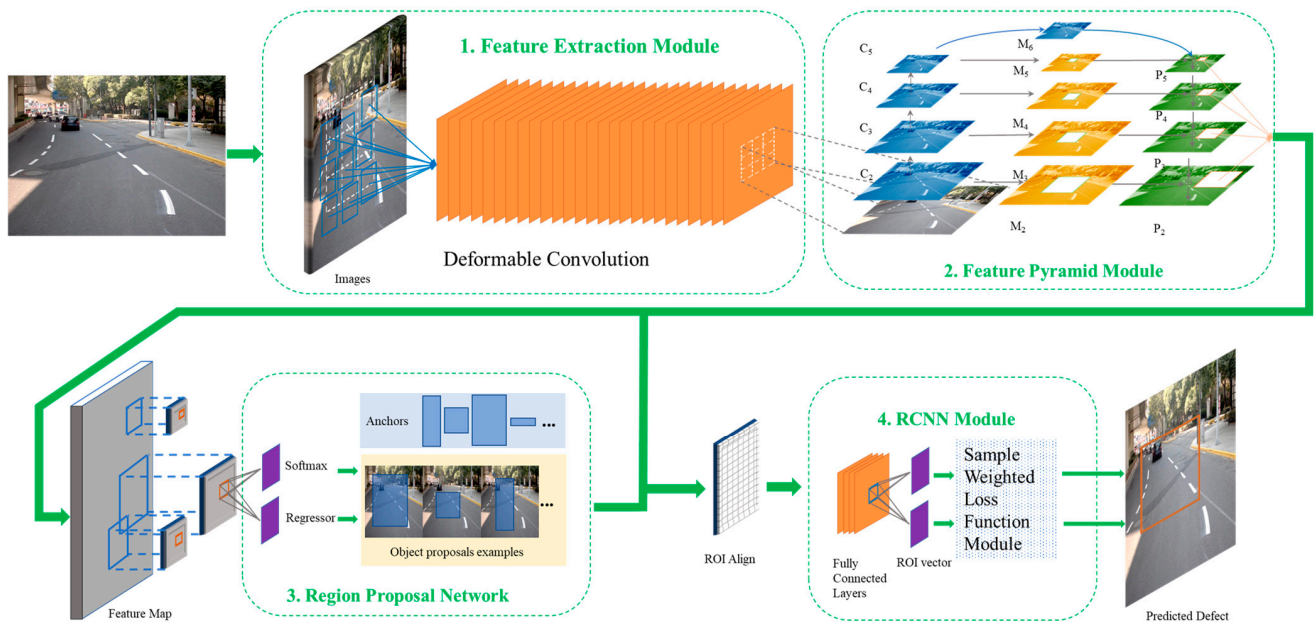 1. Feature Extraction Module
Images
Deformable Convolution
C5
C4
C3
C2
M6
M5
M4
M3
M2
P5
P4
P3
P2
2. Feature Pyramid Module
Feature Map
Softmax
Regressor
Anchors
...
...
Object proposals examples
3. Region Proposal Network
ROI Align
4. RCNN Module
Fully
Connected
Layers
ROI vector
Sample
Weighted
Loss
Function
Module
Predicted Defect